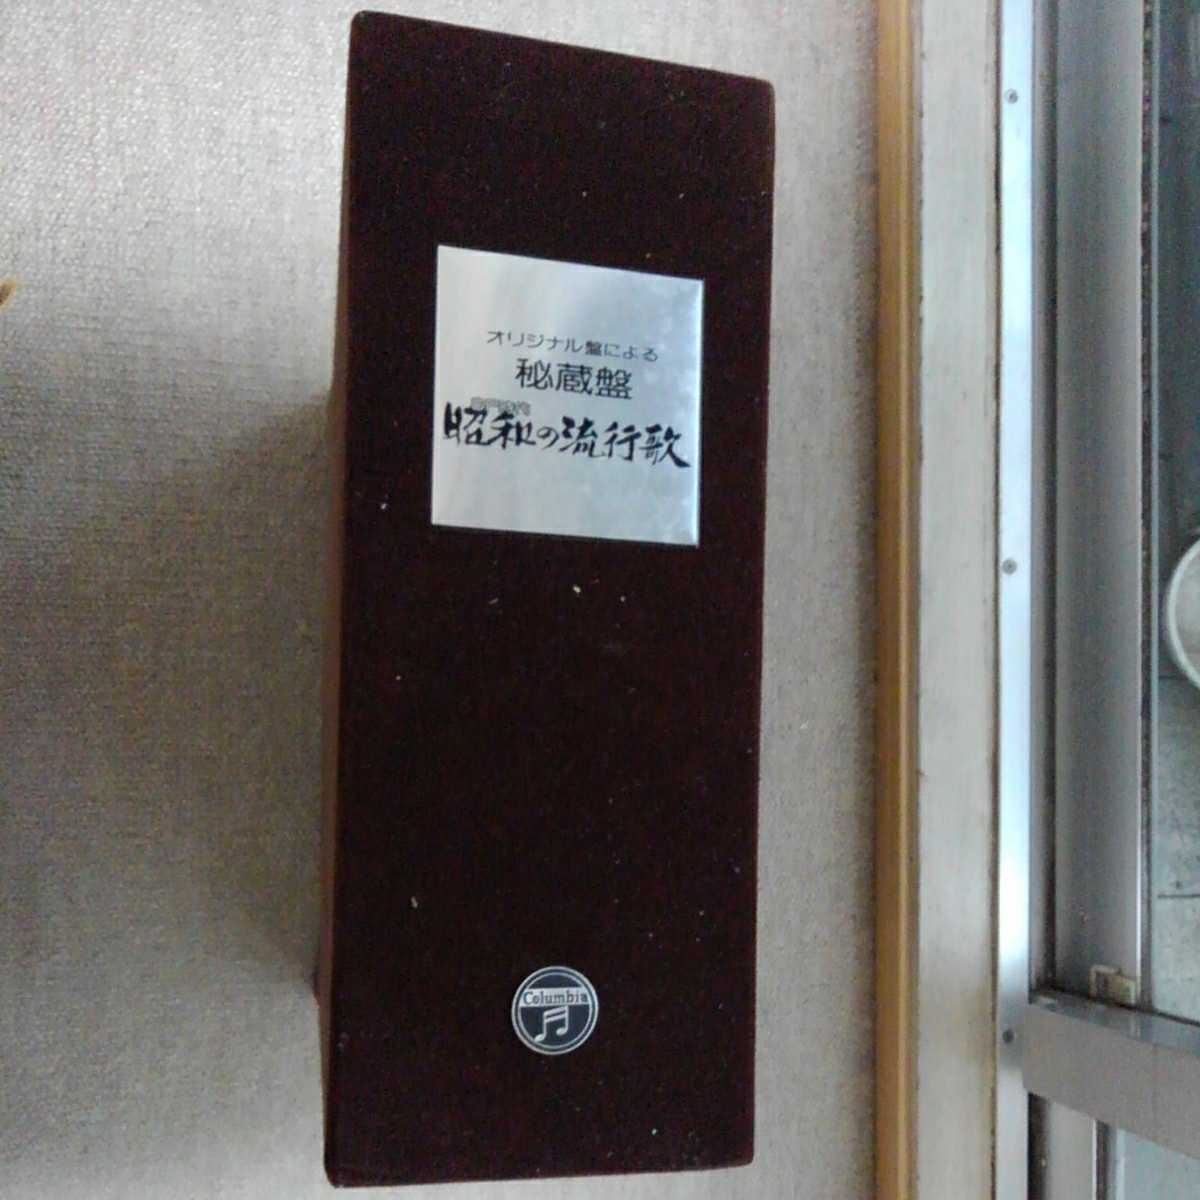 オリジナル盤による
秘蔵盤
昭和の流行歌
Columbia